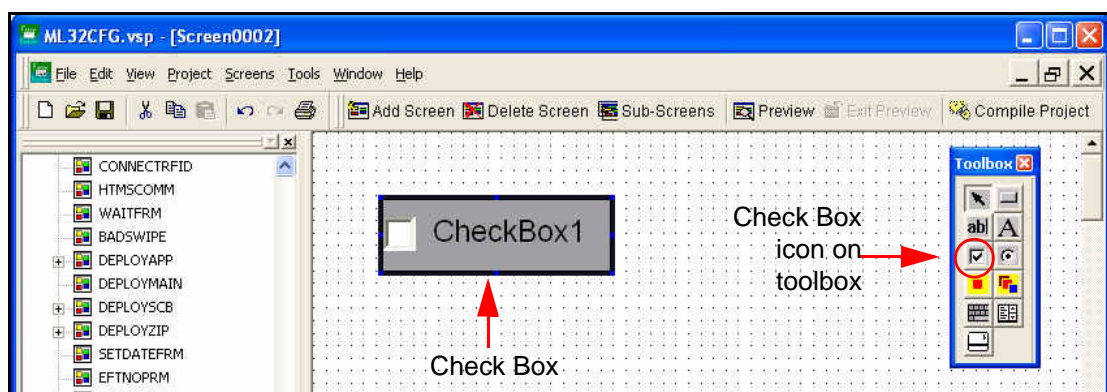 ML32CFG.vsp - [Screen0002]
File Edit View Project Screens Tools Window Help
Add Screen Delete Screen Sub-Screens Preview Exit Preview Compile Project
CONNECTRFID
HTMSCOMM
WAITFRM
BADSWIPE
DEPLOYAPP
DEPLOYMAIN
DEPLOYSCB
DEPLOYZIP
SETDATEFRM
EFTNOPRM
CheckBox1
Check Box
Check Box
icon on
toolbox
Toolbox
ab
A